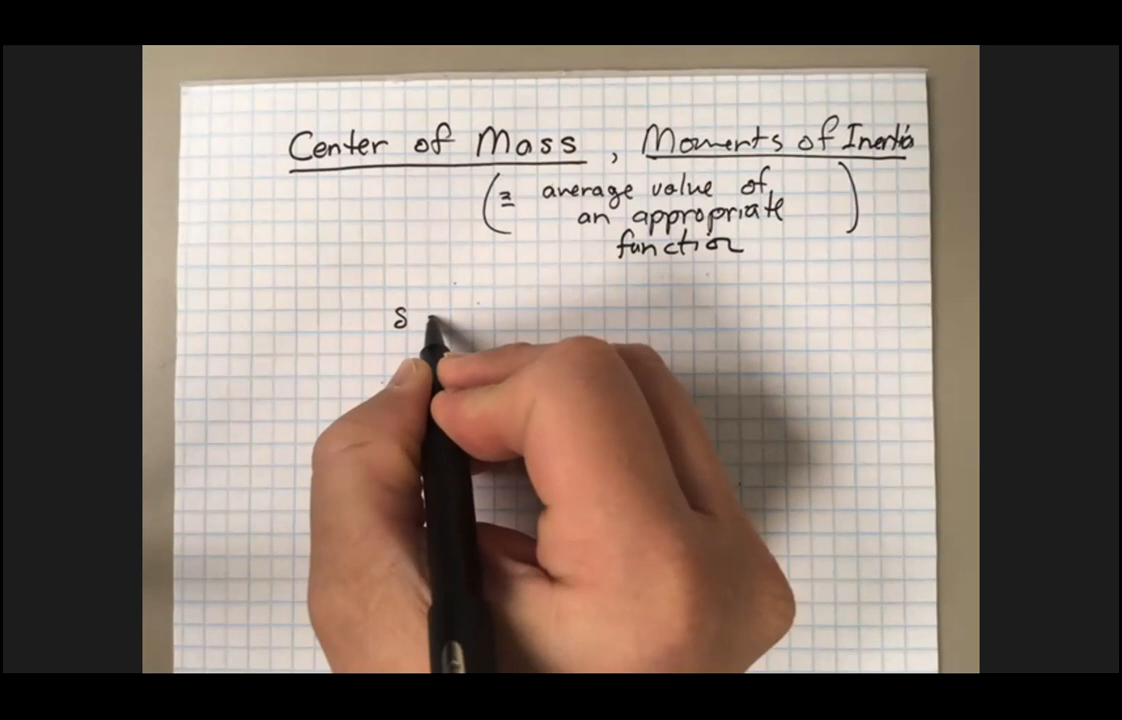 Center of Mass , Moments of Inertia
( = average value of )
an appropriate
function
δ